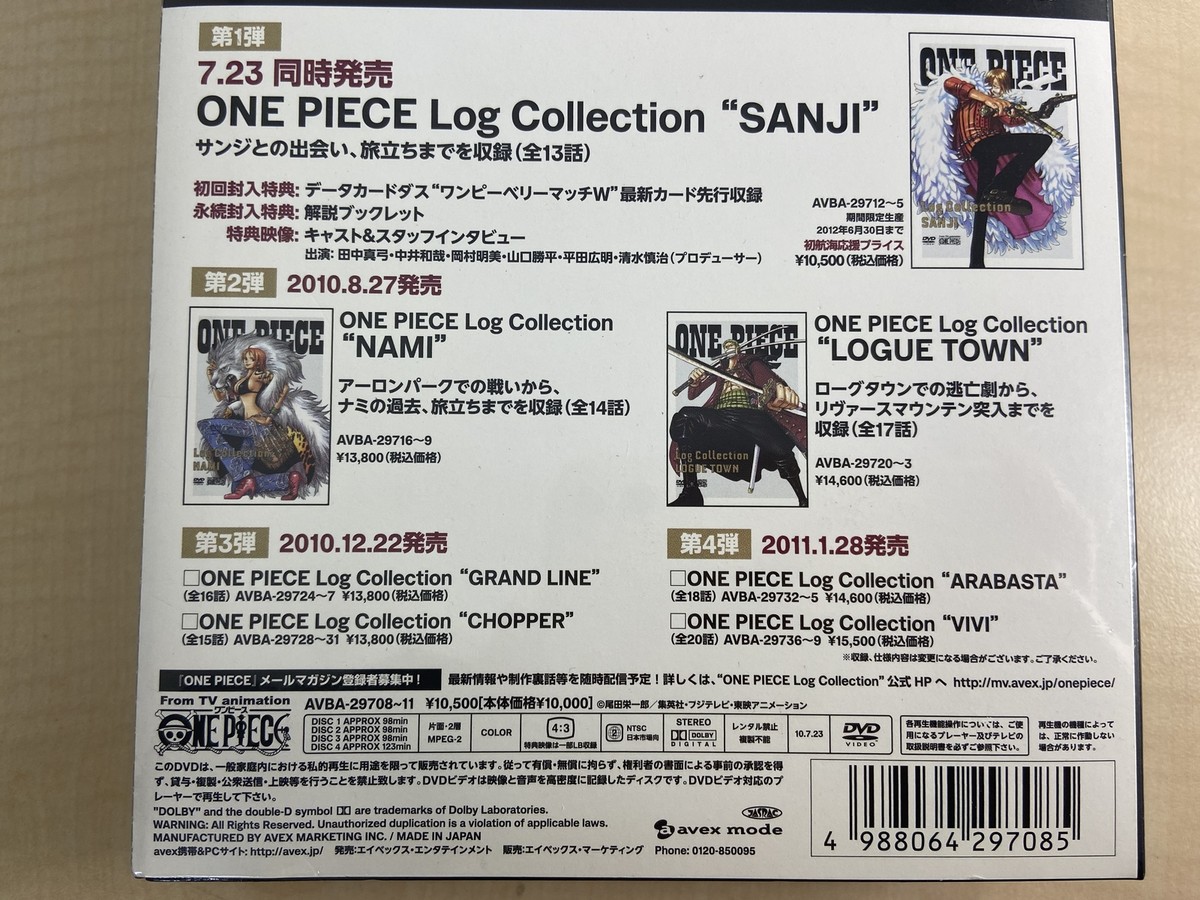 第1弾
7.23 同時発売
ONE PIECE Log Collection “SANJI”
サンジとの出会い、旅立ちまでを収録(全13話)
初回封入特典: データカードダス“ワンピーベリーマッチW”最新カード先行収録
永続封入特典: 解説ブックレット
特典映像: キャスト&スタッフインタビュー
出演: 田中真弓・中井和哉・岡村明美・山口勝平・平田広明・清水慎治(プロデューサー)
AVBA-29712〜5
期間限定生産
2012年6月30日まで
初航海応援プライス
¥10,500(税込価格)
ONE PIECE
Log Collection
SANJI
第2弾 2010.8.27発売
ONE PIECE
Log Collection
NAMI
ONE PIECE Log Collection
“NAMI”
アーロンパークでの戦いから、
ナミの過去、旅立ちまでを収録(全14話)
AVBA-29716〜9
¥13,800(税込価格)
ONE PIECE
Log Collection
LOGUE TOWN
ONE PIECE Log Collection
“LOGUE TOWN”
ローグタウンでの逃亡劇から、
リヴァースマウンテン突入までを
収録(全17話)
AVBA-29720〜3
¥14,600(税込価格)
第3弾 2010.12.22発売
□ONE PIECE Log Collection “GRAND LINE”
(全16話) AVBA-29724〜7 ¥13,800(税込価格)
□ONE PIECE Log Collection “CHOPPER”
(全15話) AVBA-29728〜31 ¥13,800(税込価格)
第4弾 2011.1.28発売
□ONE PIECE Log Collection “ARABASTA”
(全18話) AVBA-29732〜5 ¥14,600(税込価格)
□ONE PIECE Log Collection “VIVI”
(全20話) AVBA-29736〜9 ¥15,500(税込価格)
※収録、仕様内容は変更になる場合がございます。ご了承ください。
『ONE PIECE』メールマガジン登録者募集中! 最新情報や制作裏話等を随時配信予定!詳しくは、“ONE PIECE Log Collection” 公式 HP へ http://mv.avex.jp/onepiece/
From TV animation
ワンピース
ONE PIECE
AVBA-29708〜11 ¥10,500[本体価格¥10,000] ©尾田栄一郎/集英社・フジテレビ・東映アニメーション
DISC 1 APPROX 98min
DISC 2 APPROX 98min
DISC 3 APPROX 98min
DISC 4 APPROX 123min
片面・2層
MPEG-2
COLOR
4:3
特典映像は一部LB収録
2
NTSC
日本市場向
STEREO
DOLBY
DIGITAL
レンタル禁止
複製不能
10.7.23
DVD
VIDEO
各再生機能操作については、ご使
用になるプレーヤー及びテレビの
取扱説明書を必ずご参照下さい。
再生機の機種によって
は、正常に作動しない
場合があります。
このDVDは、一般家庭内における私的再生に用途を限って販売されています。従って有償・無償に拘らず、権利者の書面による事前の承認を得
ず、貸与・複製・公衆送信・上映等を行うことを禁止致します。DVDビデオは映像と音声を高密度に記録したディスクです。DVDビデオ対応のプ
レーヤーで再生して下さい。
"DOLBY" and the double-D symbol are trademarks of Dolby Laboratories.
WARNING: All Rights Reserved. Unauthorized duplication is a violation of applicable laws.
MANUFACTURED BY AVEX MARKETING INC. / MADE IN JAPAN
avex携帯&PCサイト: http://avex.jp/ 発売:エイベックス・エンタテインメント 販売:エイベックス・マーケティング Phone: 0120-850095
avex mode
JASRAC
4 988064 297085